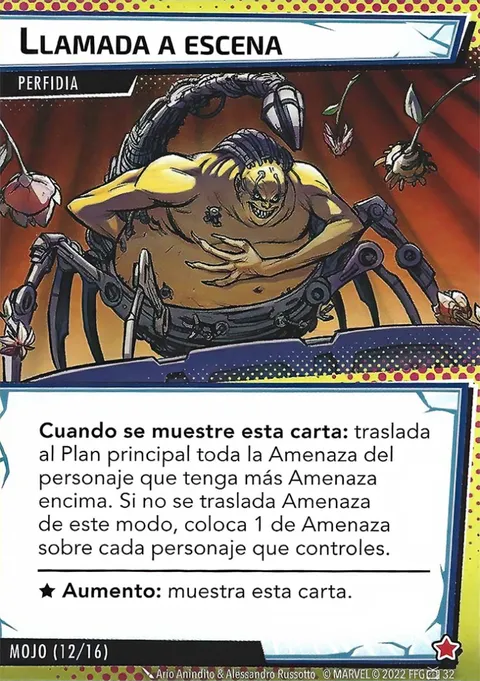 LLAMADA A ESCENA
PERFIDIA
Cuando se muestre esta carta: traslada
al Plan principal toda la Amenaza del
personaje que tenga más Amenaza
encima. Si no se traslada Amenaza
de este modo, coloca 1 de Amenaza
sobre cada personaje que controles.
★ Aumento: muestra esta carta.
MOJO (12/16)
Ario Anindito & Alessandro Russotto © MARVEL © 2022 FFG 32